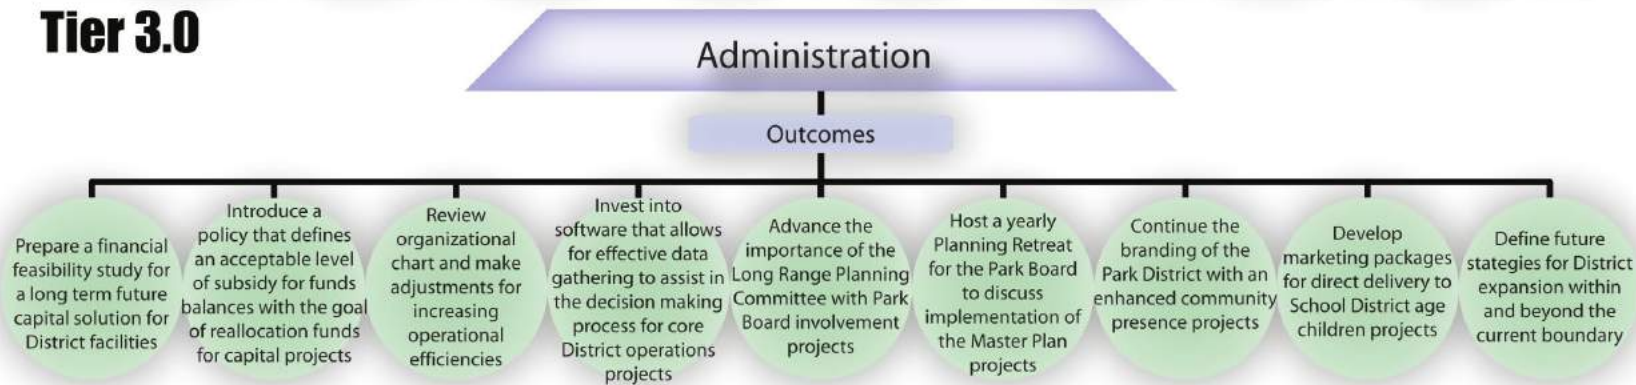 Tier 3.0
Administration
Outcomes
Prepare a financial
feasibility study for
a long term future
capital solution for
District facilities
Introduce a
policy that defines
an acceptable level
of subsidy for funds
balances with the goal
of reallocation funds
for capital projects
Review
organizational
chart and make
adjustments for
increasing
operational
efficiencies
Invest into
software that allows
for effective data
gathering to assist in
the decision making
process for core
District operations
projects
Advance the
importance of the
Long Range Planning
Committee with Park
Board involvement
projects
Host a yearly
Planning Retreat
for the Park Board
to discuss
implementation of
the Master Plan
projects
Continue the
branding of the
Park District with an
enhanced community
presence projects
Develop
marketing packages
for direct delivery to
School District age
children projects
Define future
stategies for District
expansion within
and beyond the
current boundary